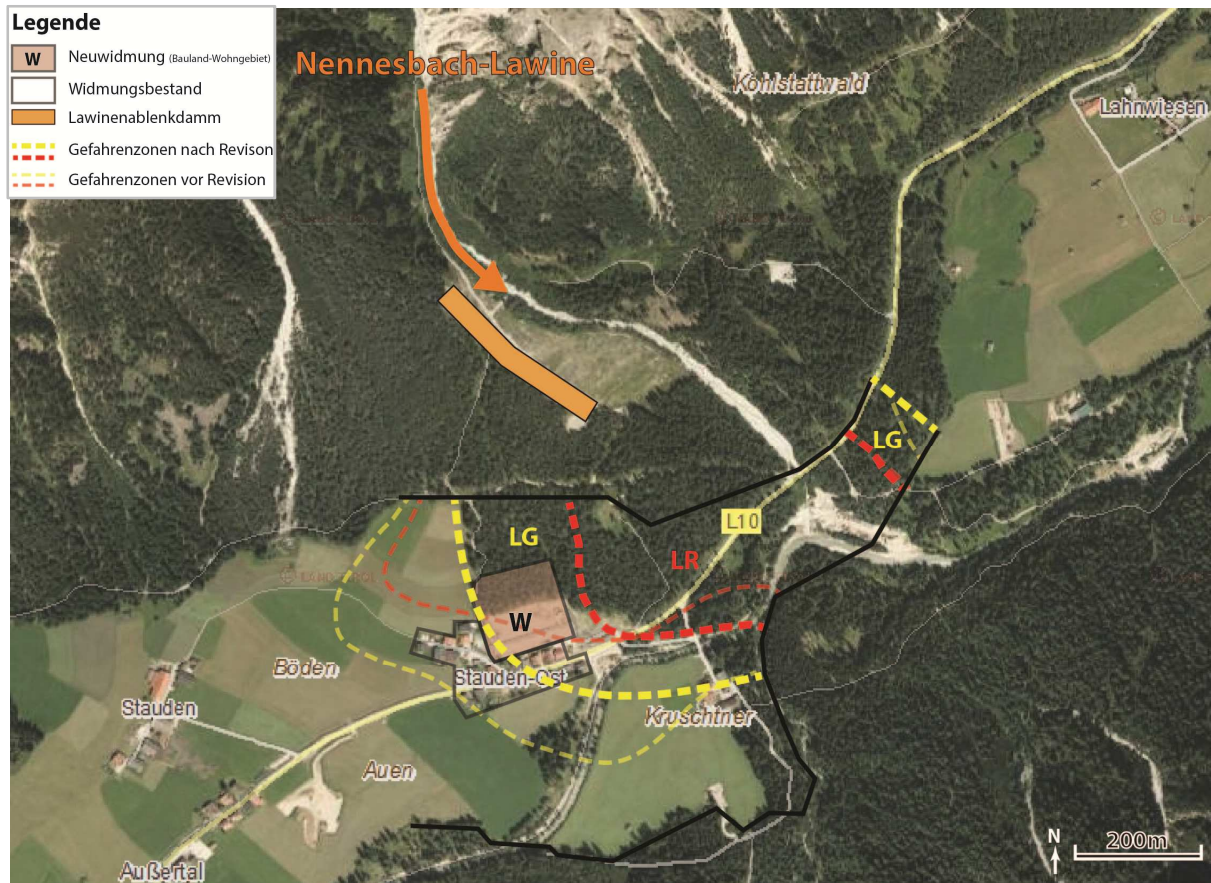 Legende
W Neuwidmung (Bauland-Wohngebiet)
Widmungsbestand
Lawinenablenkdamm
Gefahrenzonen nach Revison
Gefahrenzonen vor Revision
Nennesbach-Lawine
Kohlstattwald
Lahnwiesen
LG
L10
LG
LR
W
Böden
Stauden-Ost
Stauden
Kruschtner
Auen
Außertal
N
200m